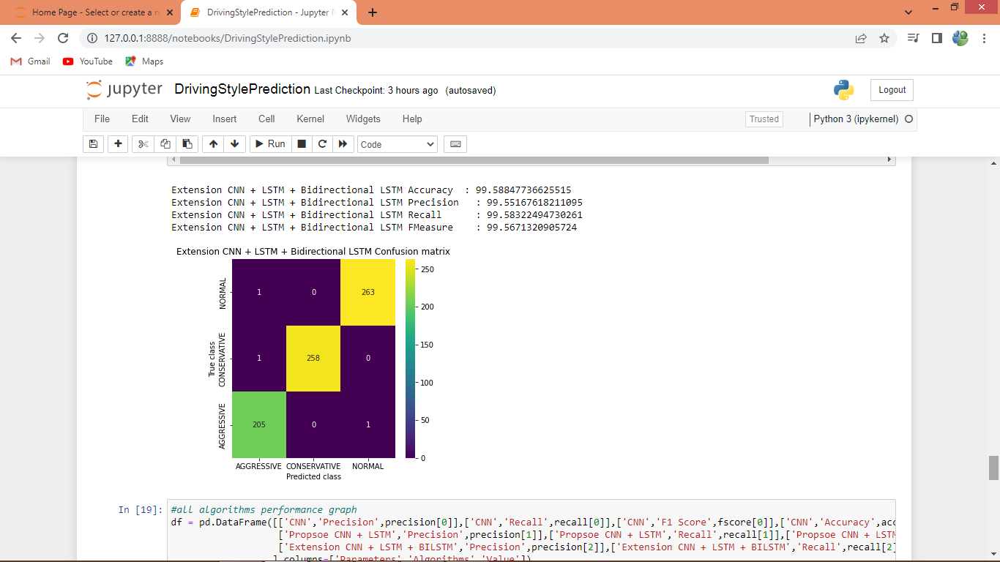 Home Page - Select or create a n
DrivingStylePrediction - Jupyter N
127.0.0.1:8888/notebooks/DrivingStylePrediction.ipynb
Gmail YouTube Maps
jupyter DrivingStylePrediction Last Checkpoint: 3 hours ago (autosaved) Logout
File Edit View Insert Cell Kernel Widgets Help Trusted Python 3 (ipykernel)
Run Code
Extension CNN + LSTM + Bidirectional LSTM Accuracy : 99.58847736625515
Extension CNN + LSTM + Bidirectional LSTM Precision : 99.55167618211095
Extension CNN + LSTM + Bidirectional LSTM Recall : 99.58322494730261
Extension CNN + LSTM + Bidirectional LSTM FMeasure : 99.5671320905724
Extension CNN + LSTM + Bidirectional LSTM Confusion matrix
True class
NORMAL 1 0 263
CONSERVATIVE 1 258 0
AGGRESSIVE 205 0 1
AGGRESSIVE CONSERVATIVE NORMAL
Predicted class
250
200
150
100
50
0
In [19]: #all algorithms performance graph
df = pd.DataFrame([['CNN','Precision',precision[0]],['CNN','Recall',recall[0]],['CNN','F1 Score',fscore[0]],['CNN','Accuracy',acc
['Propsoe CNN + LSTM','Precision',precision[1]],['Propsoe CNN + LSTM','Recall',recall[1]],['Propsoe CNN + LSTM
['Extension CNN + LSTM + BILSTM','Precision',precision[2]],['Extension CNN + LSTM + BILSTM','Recall',recall[2]
],columns=['Parameters','Algorithms','Value'])